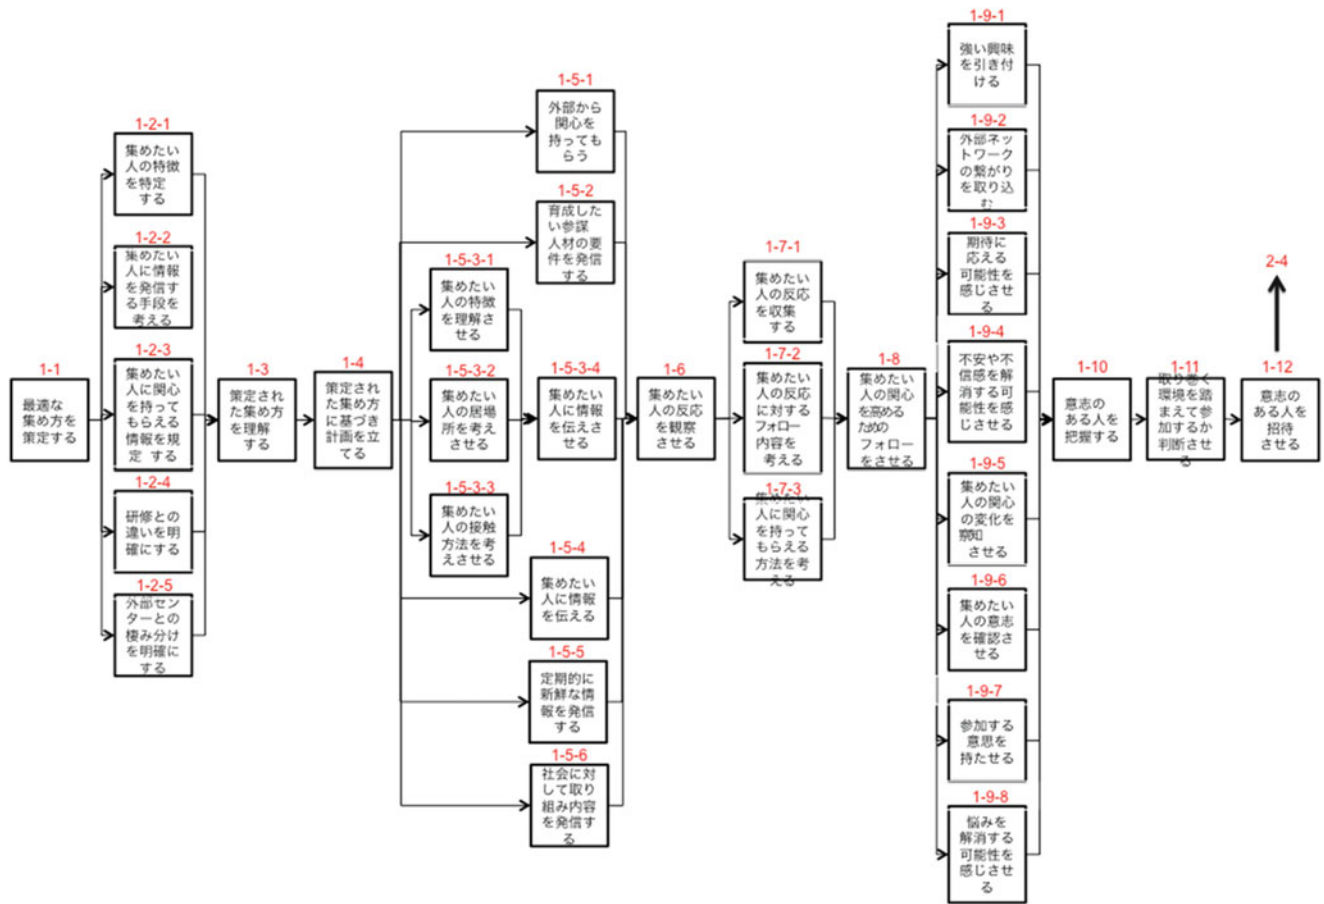 1-1
最適な
集め方を
策定する
1-2-1
集めたい
人の特徴
を特定
する
1-2-2
集めたい
人に情報
を発信す
る手段を
考える
1-2-3
集めたい
人に関心
を持って
もらえる
情報を規
定 する
1-2-4
研修との
違いを明
確にする
1-2-5
外部セン
ターとの
棲み分け
を明確に
する
1-3
策定され
た集め方
を理解
する
1-4
策定され
た集め方
に基づき
計画を立
てる
1-5-1
外部から
関心を
持っても
らう
1-5-2
育成した
い参謀
人材の要
件を発信
する
1-5-3-1
集めたい
人の特徴
を理解さ
せる
1-5-3-2
集めたい
人の居場
所を考え
させる
1-5-3-3
集めたい
人の接触
方法を考
えさせる
1-5-3-4
集めたい
人に情報
を伝えさ
せる
1-5-4
集めたい
人に情報
を伝える
1-5-5
定期的に
新鮮な情
報を発信
する
1-5-6
社会に対
して取り
組み内容
を発信す
る
1-6
集めたい
人の反応
を観察
させる
1-7-1
集めたい
人の反応
を収集
する
1-7-2
集めたい
人の反応
に対する
フォロー
内容を
考える
1-7-3
集めたい
人に関心
を持って
もらえる
方法を考
える
1-8
集めたい
人の関心
を高める
ための
フォロー
をさせる
1-9-1
強い興味
を引き付
ける
1-9-2
外部ネッ
トワーク
の繋がり
を取り込
む
1-9-3
期待に
応える
可能性を
感じさせ
る
1-9-4
不安や不
信感を解
消する可
能性を感
じさせる
1-9-5
集めたい
人の関心
の変化を
察知
させる
1-9-6
集めたい
人の意志
を確認さ
せる
1-9-7
参加する
意思を
持たせる
1-9-8
悩みを
解消する
可能性を
感じさせ
る
1-10
意志の
ある人を
把握する
1-11
取り巻く
環境を踏
まえて参
加するか
判断させ
る
1-12
意志の
ある人を
招待
させる
2-4